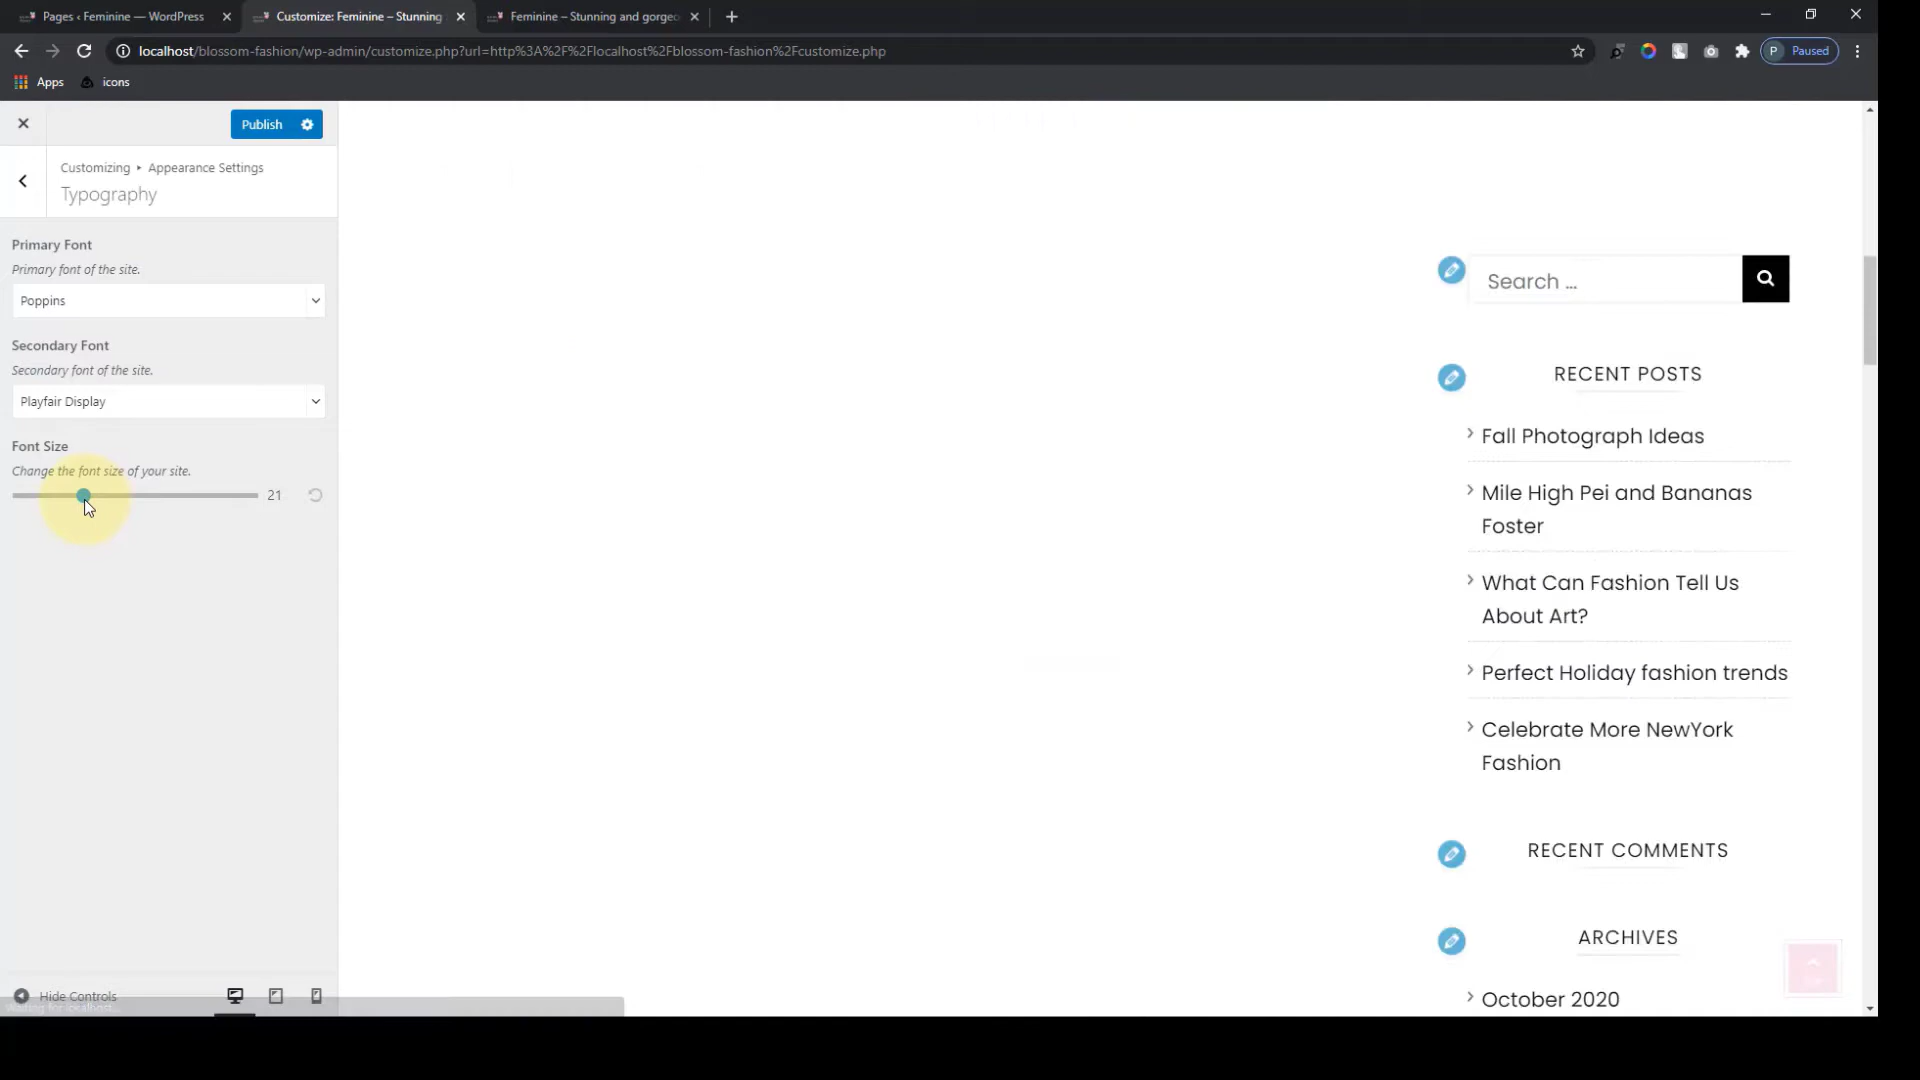 Pages ‹ Feminine — WordPress
Customize: Feminine – Stunning
Feminine – Stunning and gorgeo
localhost/blossom-fashion/wp-admin/customize.php?url=http%3A%2F%2Flocalhost%2Fblossom-fashion%2Fcustomize.php
P Paused
Apps
icons
Publish
Customizing ▸ Appearance Settings
Typography
Primary Font
Primary font of the site.
Poppins
Secondary Font
Secondary font of the site.
Playfair Display
Font Size
Change the font size of your site.
21
Hide Controls
Waiting for localhost...
Search ...
RECENT POSTS
Fall Photograph Ideas
Mile High Pei and Bananas
Foster
What Can Fashion Tell Us
About Art?
Perfect Holiday fashion trends
Celebrate More NewYork
Fashion
RECENT COMMENTS
ARCHIVES
October 2020